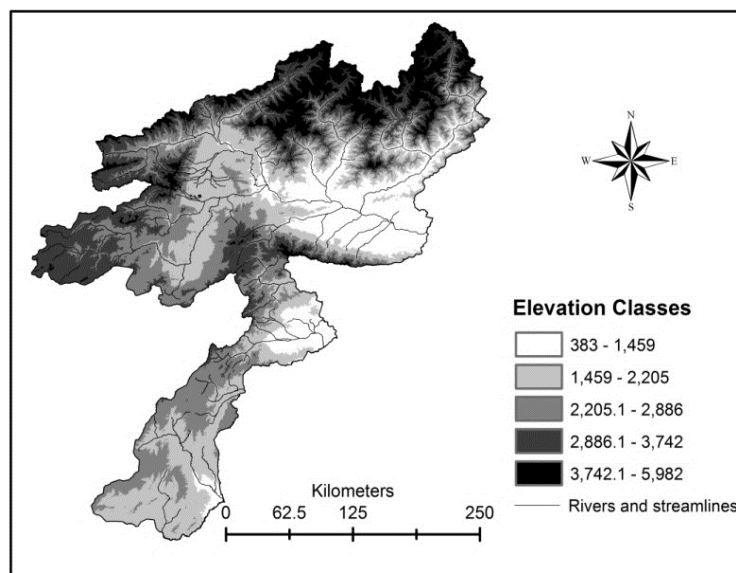 N
W E
S
Elevation Classes
383 - 1,459
1,459 - 2,205
2,205.1 - 2,886
2,886.1 - 3,742
3,742.1 - 5,982
Rivers and streamlines
Kilometers
0 62.5 125 250